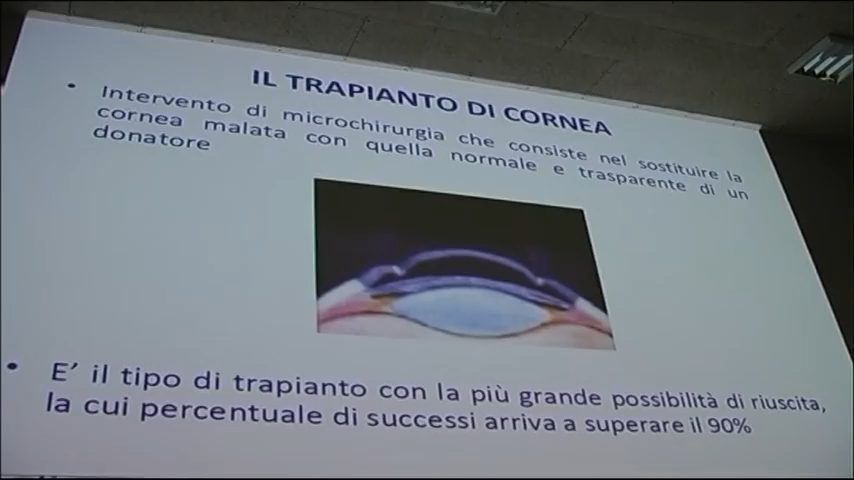 IL TRAPIANTO DI CORNEA
• Intervento di microchirurgia che consiste nel sostituire la
cornea malata con quella normale e trasparente di un
donatore
• E’ il tipo di trapianto con la più grande possibilità di riuscita,
la cui percentuale di successi arriva a superare il 90%